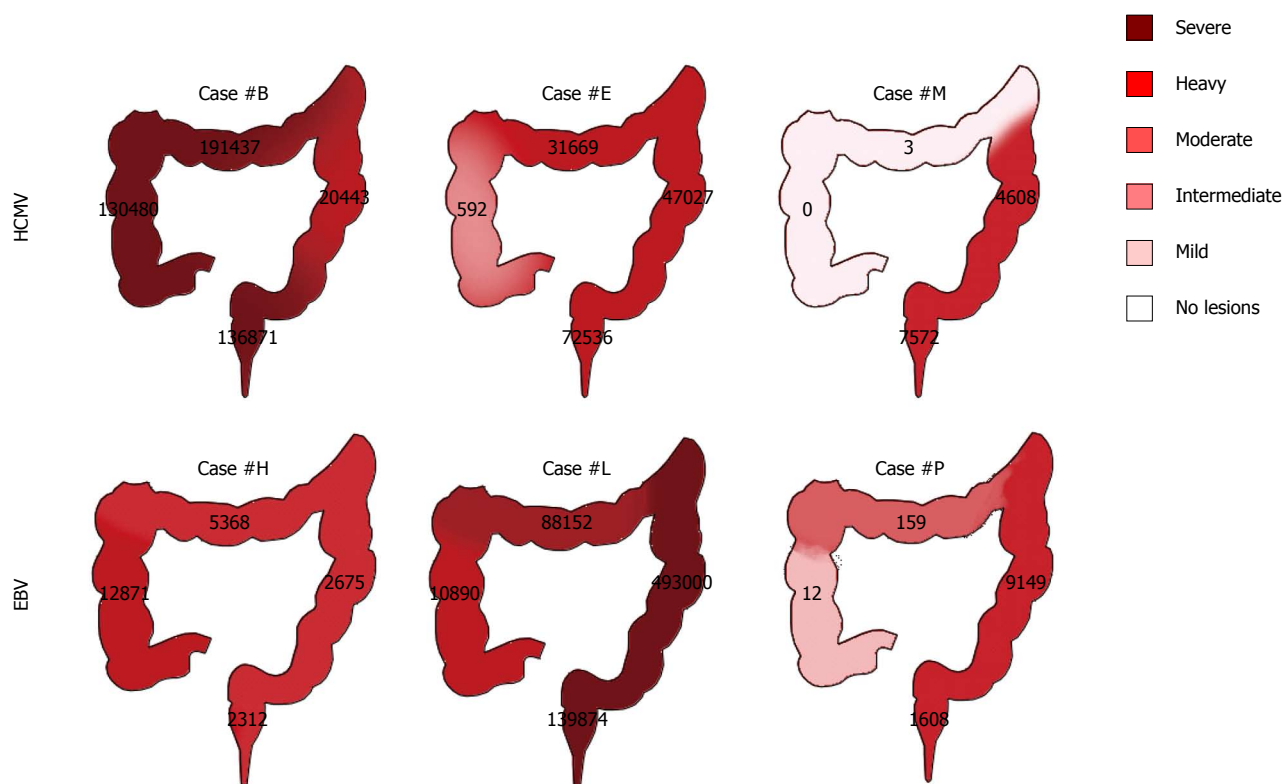 Severe
Heavy
Moderate
Intermediate
Mild
No lesions
HCMV
Case #B
191437
130480
20443
136871
Case #E
31669
592
47027
72536
Case #M
3
0
4608
7572
EBV
Case #H
5368
12871
2675
2312
Case #L
88152
10890
493000
139874
Case #P
159
12
9149
1608